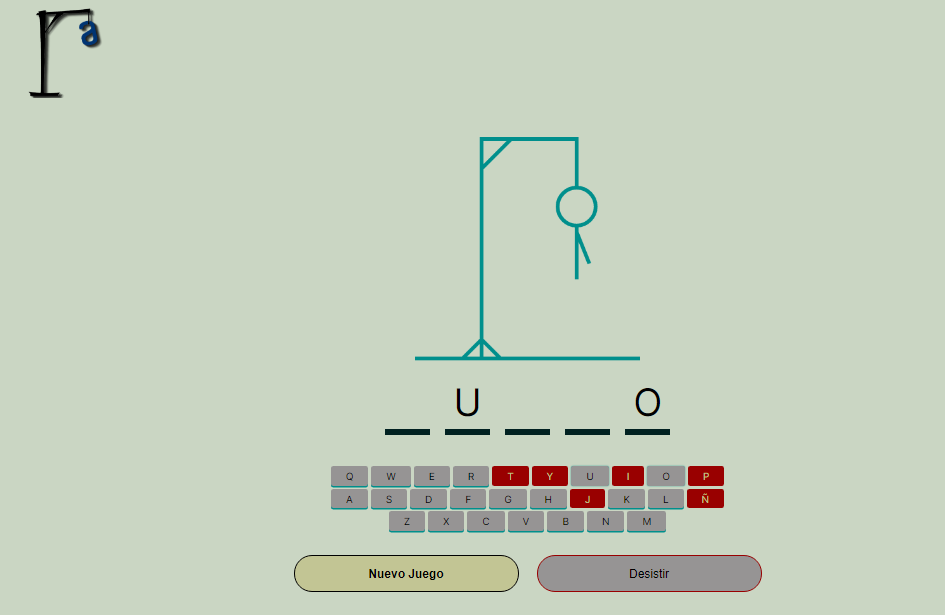 a
U O
Q W E R T Y U I O P
A S D F G H J K L Ñ
Z X C V B N M
Nuevo Juego Desistir